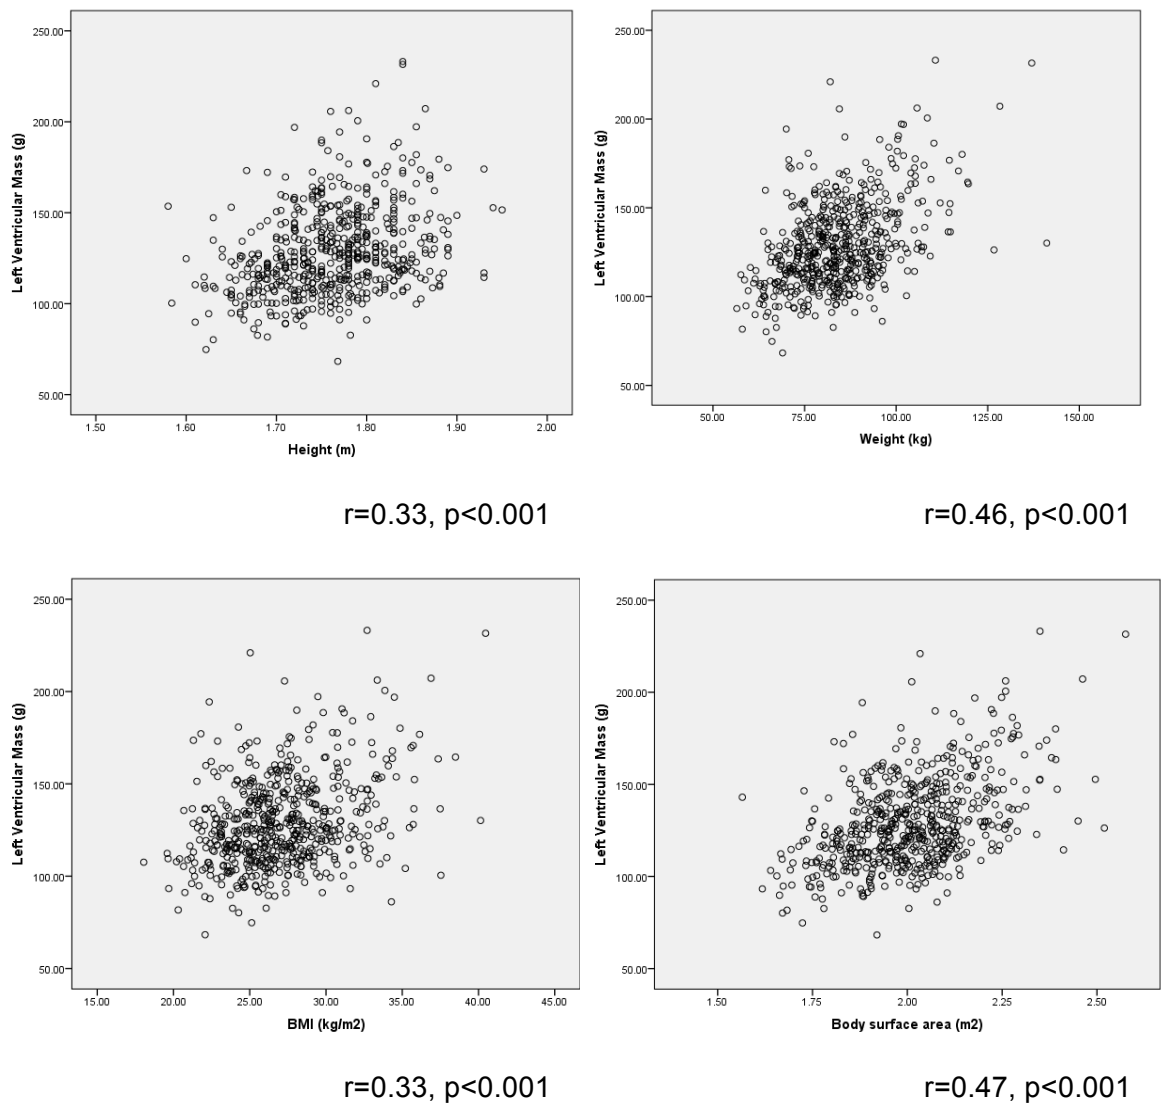 250.00
200.00
150.00
100.00
50.00
Left Ventricular Mass (g)
1.50 1.60 1.70 1.80 1.90 2.00
Height (m)
r=0.33, p<0.001
250.00
200.00
150.00
100.00
50.00
Left Ventricular Mass (g)
50.00 75.00 100.00 125.00 150.00
Weight (kg)
r=0.46, p<0.001
250.00
200.00
150.00
100.00
50.00
Left Ventricular Mass (g)
15.00 20.00 25.00 30.00 35.00 40.00 45.00
BMI (kg/m2)
r=0.33, p<0.001
250.00
200.00
150.00
100.00
50.00
Left Ventricular Mass (g)
1.50 1.75 2.00 2.25 2.50
Body surface area (m2)
r=0.47, p<0.001